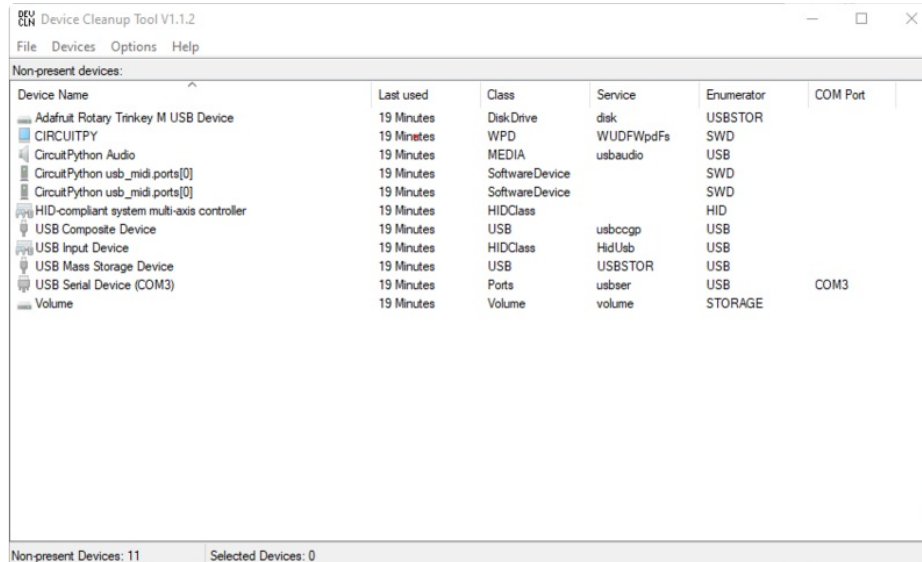 DEV CLN Device Cleanup Tool V1.1.2
File Devices Options Help
Non-present devices:
Device Name Last used Class Service Enumerator COM Port
Adafruit Rotary Trinkey M USB Device 19 Minutes DiskDrive disk USBSTOR
CIRCUITPY 19 Minutes WPD WUDFWpdFs SWD
CircuitPython Audio 19 Minutes MEDIA usbaudio USB
CircuitPython usb_midi.ports[0] 19 Minutes SoftwareDevice SWD
CircuitPython usb_midi.ports[0] 19 Minutes SoftwareDevice SWD
HID-compliant system multi-axis controller 19 Minutes HIDClass HID
USB Composite Device 19 Minutes USB usbccgp USB
USB Input Device 19 Minutes HIDClass HidUsb USB
USB Mass Storage Device 19 Minutes USB USBSTOR USB
USB Serial Device (COM3) 19 Minutes Ports usbser USB COM3
Volume 19 Minutes Volume volume STORAGE
Non-present Devices: 11 Selected Devices: 0